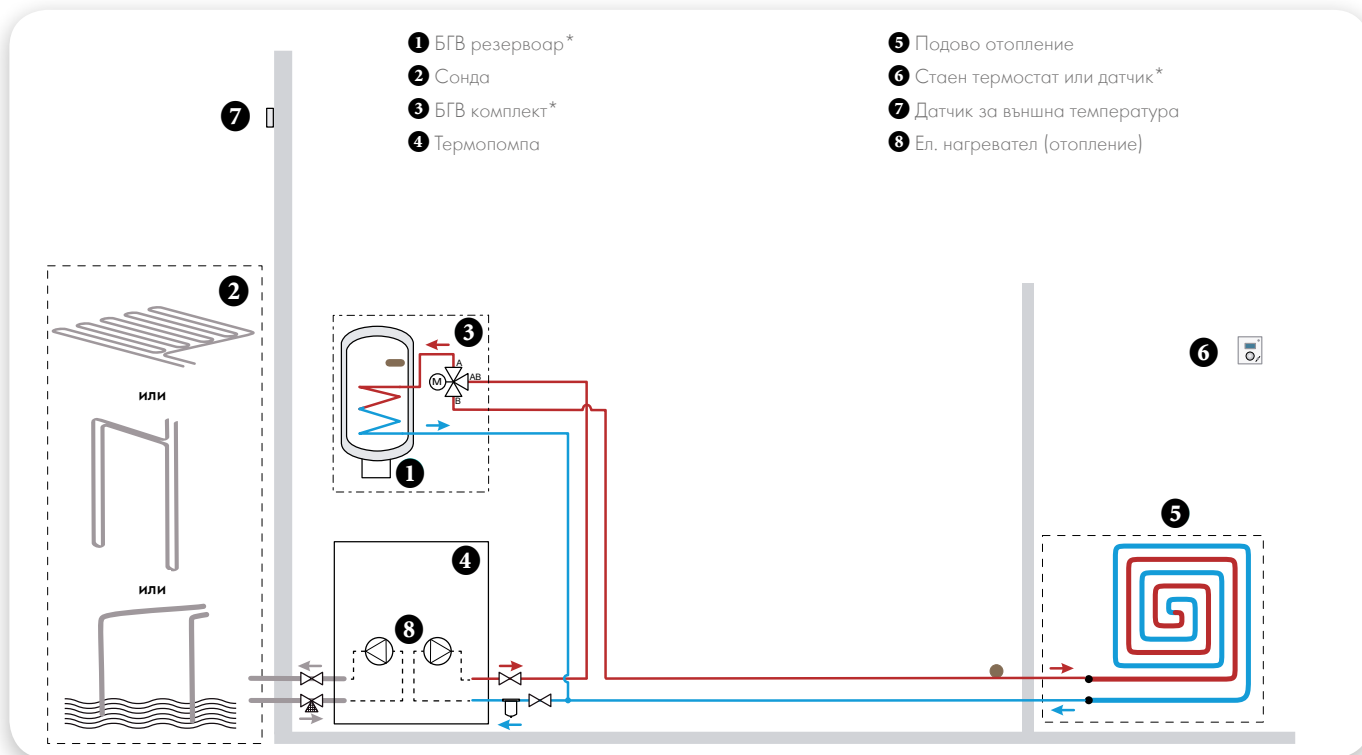 1 БГВ резервоар*
2 Сонда
3 БГВ комплект*
4 Термопомпа
5 Подово отопление
6 Стаен термостат или датчик*
7 Датчик за външна температура
8 Ел. нагревател (отопление)
7
2
или
или
3
A
M
AB
B
1
4
8
6
5